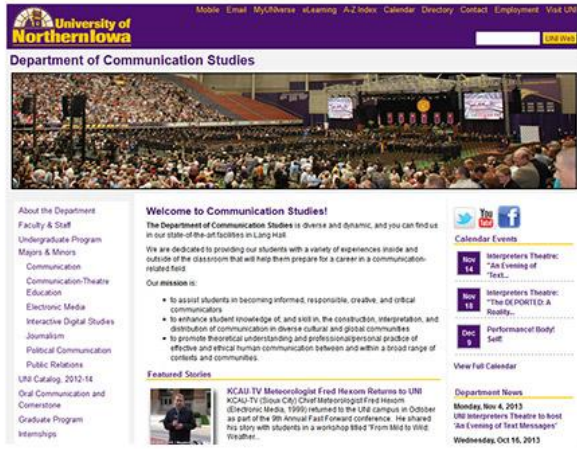 University of
Northern Iowa
Mobile Email MyUNIverse eLearning A-Z Index Calendar Directory Contact Employment Visit UNI
UNI Web
Department of Communication Studies
About the Department
Faculty & Staff
Undergraduate Program
Majors & Minors
Communication
Communication-Theatre
Education
Electronic Media
Interactive Digital Studies
Journalism
Political Communication
Public Relations
UNI Catalog, 2012-14
Oral Communication and
Cornerstone
Graduate Program
Internships
Welcome to Communication Studies!
The Department of Communication Studies is diverse and dynamic, and you can find us
in our state-of-the-art facilities in Lang Hall.
We are dedicated to providing our students with a variety of experiences inside and
outside of the classroom that will help them prepare for a career in a communication-
related field.
Our mission is:
to assist students in becoming informed, responsible, creative, and critical
communicators
to enhance student knowledge of, and skill in, the construction, interpretation, and
distribution of communication in diverse cultural and global communities
to promote theoretical understanding and professional/personal practice of
effective and ethical human communication between and within a broad range of
contexts and communities.
Featured Stories
KCAU-TV Meteorologist Fred Hexom Returns to UNI
KCAU-TV (Sioux City) Chief Meteorologist Fred Hexom
(Electronic Media, 1999) returned to the UNI campus in October
as part of the 9th Annual Fast Forward conference. He shared
his story with students in a workshop titled "From Mild to Wild:
Weather...
You
Tube
Calendar Events
Nov
14
Interpreters Theatre:
"An Evening of
'Text...
Nov
18
Interpreters Theatre:
"The DEPORTED: A
Reality...
Dec
9
Performance! Body!
Self!
View Full Calendar
Department News
Monday, Nov 4, 2013
UNI Interpreters Theatre to host
'An Evening of Text Messages'
Wednesday, Oct 16, 2013